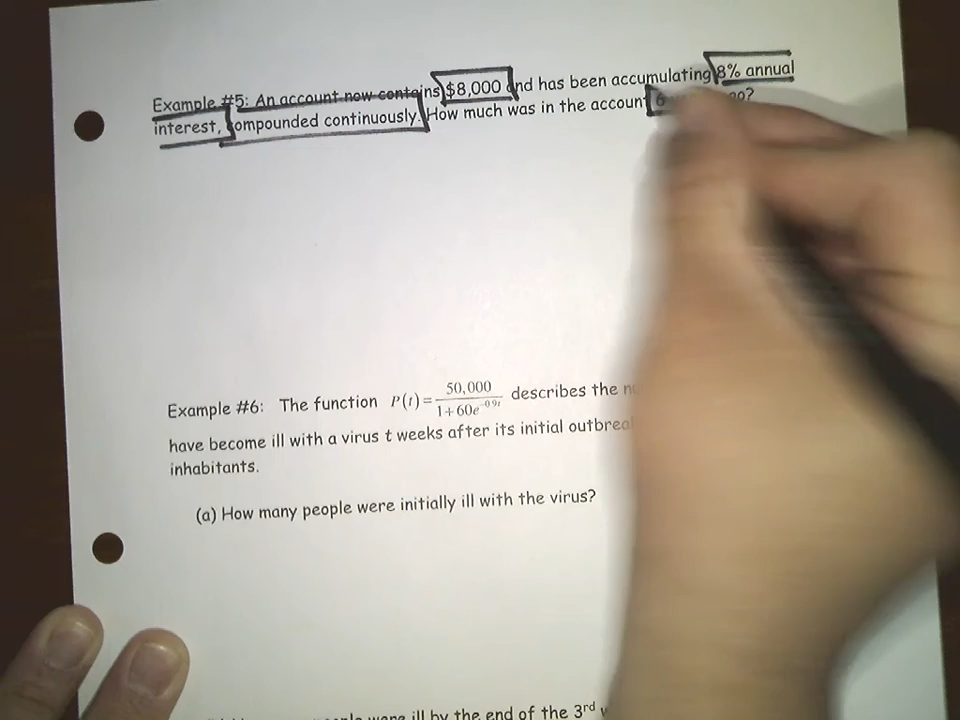 Example #5: An account now contains $8,000 and has been accumulating 8% annual
interest, compounded continuously. How much was in the account 6
Example #6: The function P(t)=50,000/1+60e^-0.9t describes the
have become ill with a virus t weeks after its initial
inhabitants.
(a) How many people were initially ill with the virus?
were ill by the end of the 3rd